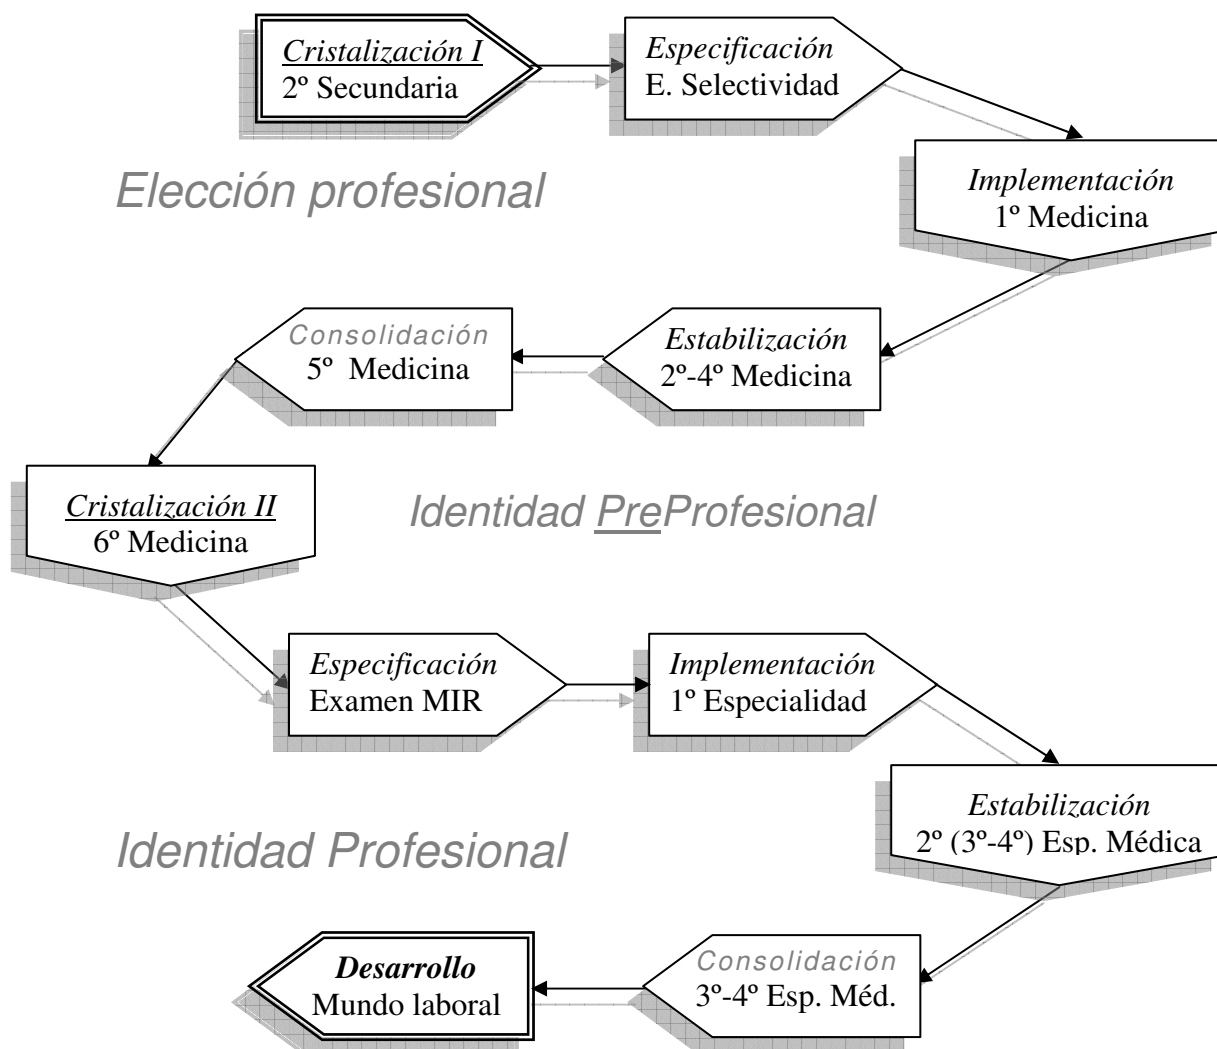 Cristalización I
2º Secundaria
Especificación
E. Selectividad
Elección profesional
Implementación
1º Medicina
Consolidación
5º Medicina
Estabilización
2º-4º Medicina
Cristalización II
6º Medicina
Identidad PreProfesional
Especificación
Examen MIR
Implementación
1º Especialidad
Estabilización
2º (3º-4º) Esp. Médica
Identidad Profesional
Desarrollo
Mundo laboral
Consolidación
3º-4º Esp. Méd.